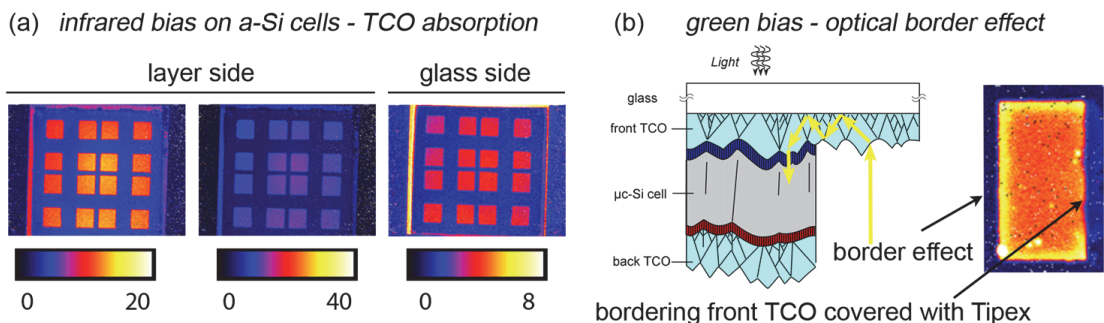 (a) infrared bias on a-Si cells - TCO absorption
layer side
glass side
0
20
0
40
0
8
(b) green bias - optical border effect
Light
glass
front TCO
µc-Si cell
back TCO
border effect
bordering front TCO covered with Tipex